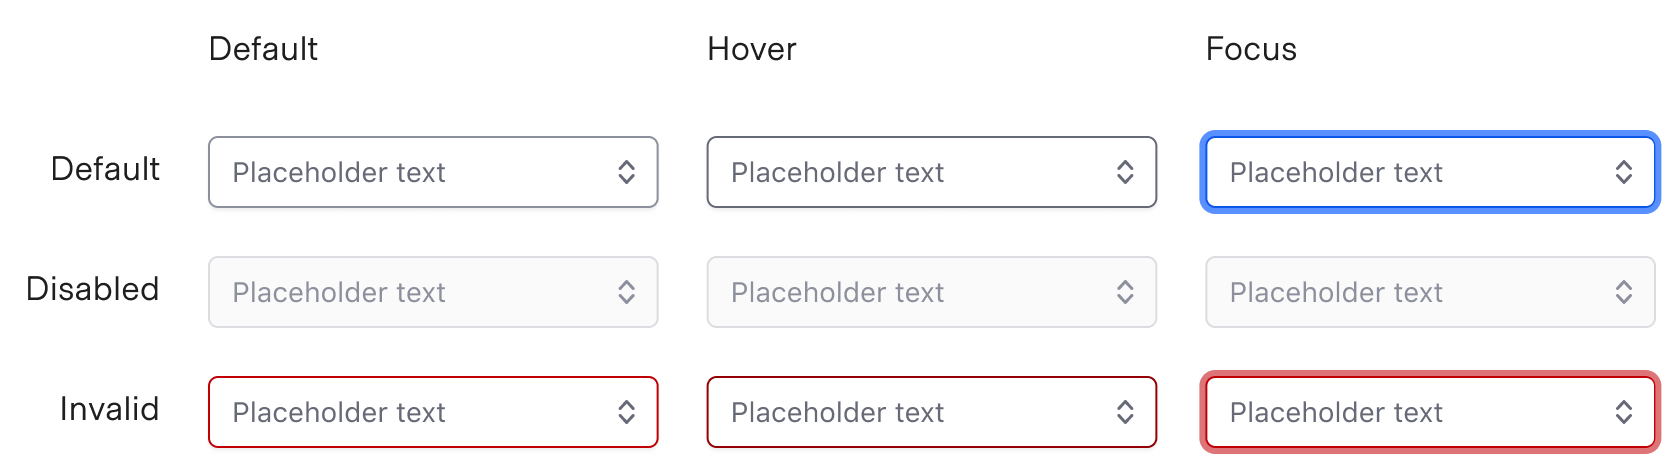 Default Hover Focus
Default Placeholder text Placeholder text Placeholder text
Disabled Placeholder text Placeholder text Placeholder text
Invalid Placeholder text Placeholder text Placeholder text